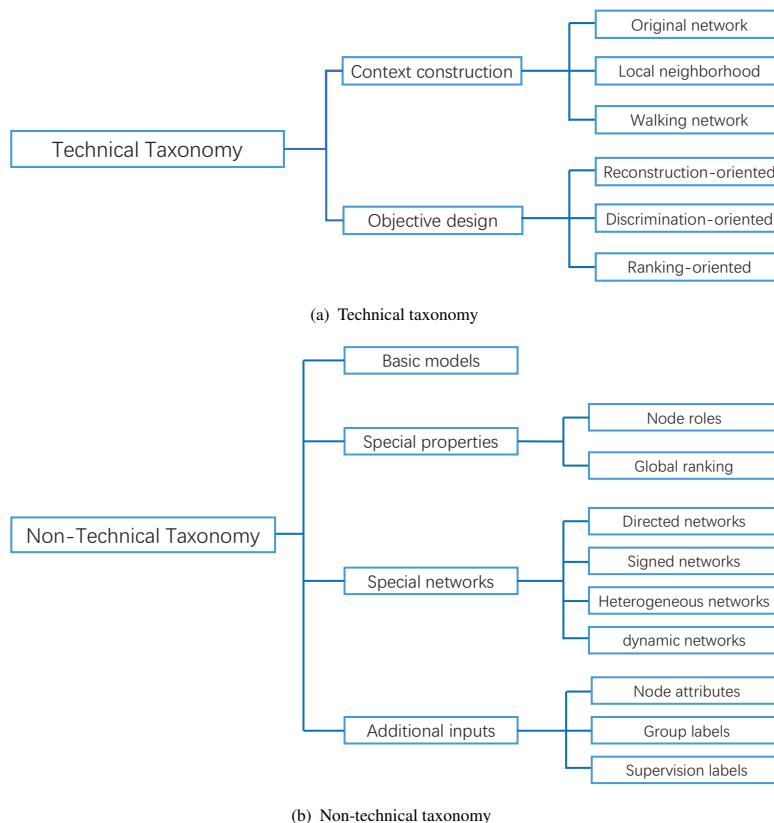 Original network
Context construction
Local neighborhood
Walking network
Technical Taxonomy
Reconstruction-oriented
Objective design
Discrimination-oriented
Ranking-oriented
(a) Technical taxonomy
Basic models
Node roles
Special properties
Global ranking
Non-Technical Taxonomy
Directed networks
Signed networks
Special networks
Heterogeneous networks
dynamic networks
Node attributes
Additional inputs
Group labels
Supervision labels
(b) Non-technical taxonomy